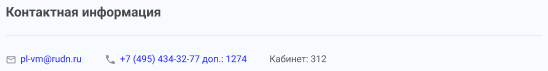 Контактная информация
pl-vm@rudn.ru +7 (495) 434-32-77 доп.: 1274 Кабинет: 312